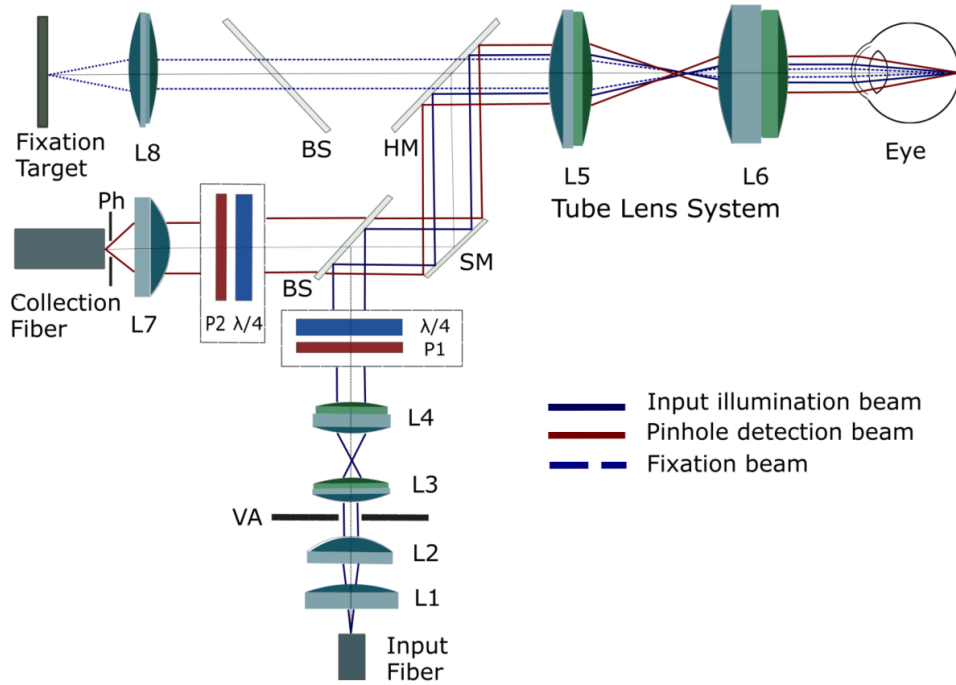 Fixation
Target
L8
BS
HM
L5
L6
Eye
Tube Lens System
Ph
Collection
Fiber
L7
P2 λ/4
BS
SM
λ/4
P1
L4
L3
VA
L2
L1
Input
Fiber
Input illumination beam
Pinhole detection beam
Fixation beam